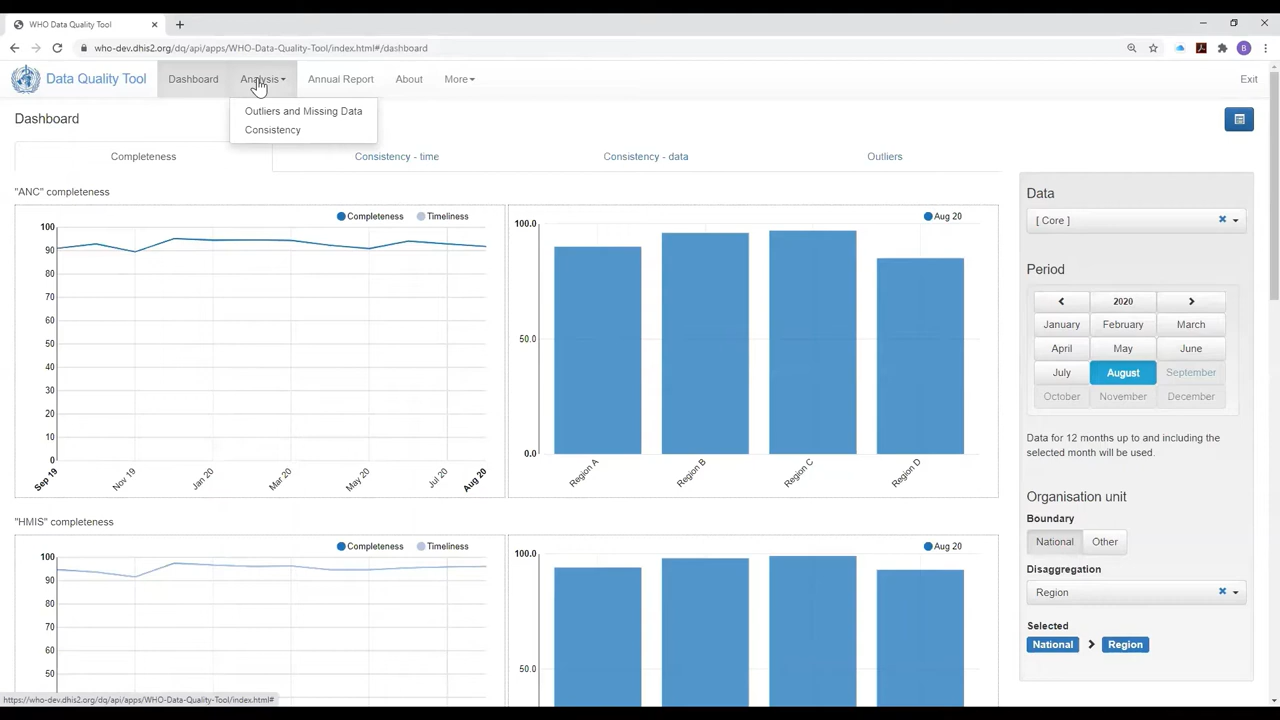 WHO Data Quality Tool
who-dev.dhis2.org/dq/api/apps/WHO-Data-Quality-Tool/index.html#/dashboard
Data Quality Tool
Dashboard
Analysis
Annual Report
About
More
Exit
Outliers and Missing Data
Consistency
Dashboard
Completeness
Consistency - time
Consistency - data
Outliers
"ANC" completeness
Completeness
Timeliness
100
90
80
70
60
50
40
30
20
10
0
Sep 19
Nov 19
Jan 20
Mar 20
May 20
Jul 20
Aug 20
Aug 20
100.0
50.0
0.0
Region A
Region B
Region C
Region D
"HMIS" completeness
Completeness
Timeliness
100
90
80
70
60
50
Aug 20
100.0
50.0
Data
[ Core ]
Period
2020
January February March
April May June
July August September
October November December
Data for 12 months up to and including the
selected month will be used.
Organisation unit
Boundary
National Other
Disaggregation
Region
Selected
National Region
https://who-dev.dhis2.org/dq/api/apps/WHO-Data-Quality-Tool/index.html#
B